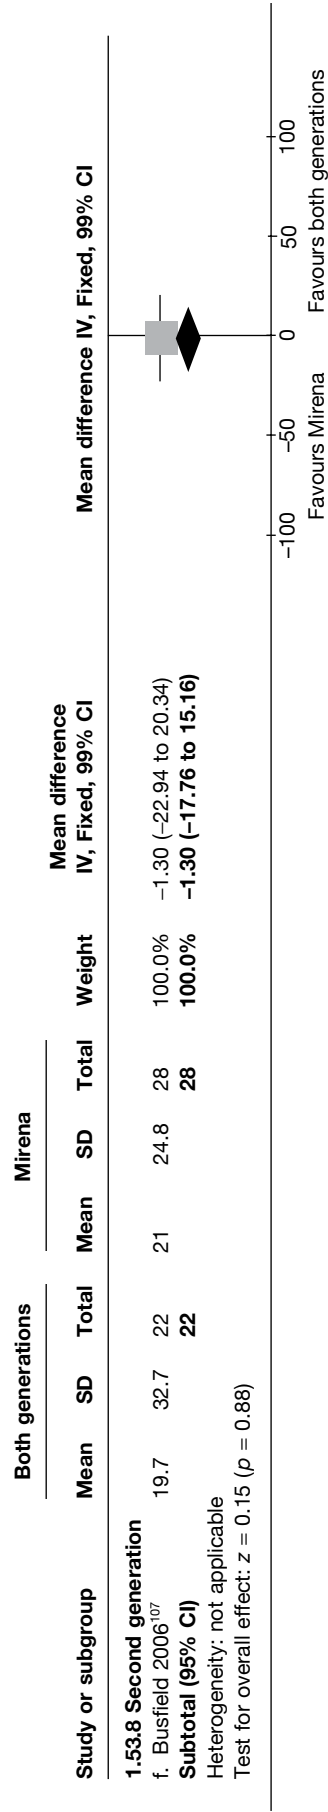 Both generations Mirena Mean difference
Study or subgroup Mean SD Total Mean SD Total Weight IV, Fixed, 99% CI Mean difference IV, Fixed, 99% CI
1.53.8 Second generation
f. Busfield 2006¹⁰⁷ 19.7 32.7 22 21 24.8 28 100.0% −1.30 (−22.94 to 20.34)
Subtotal (95% CI) 22 28 100.0% −1.30 (−17.76 to 15.16)
Heterogeneity: not applicable
Test for overall effect: z = 0.15 (p = 0.88)
−100 −50 0 50 100
Favours Mirena Favours both generations